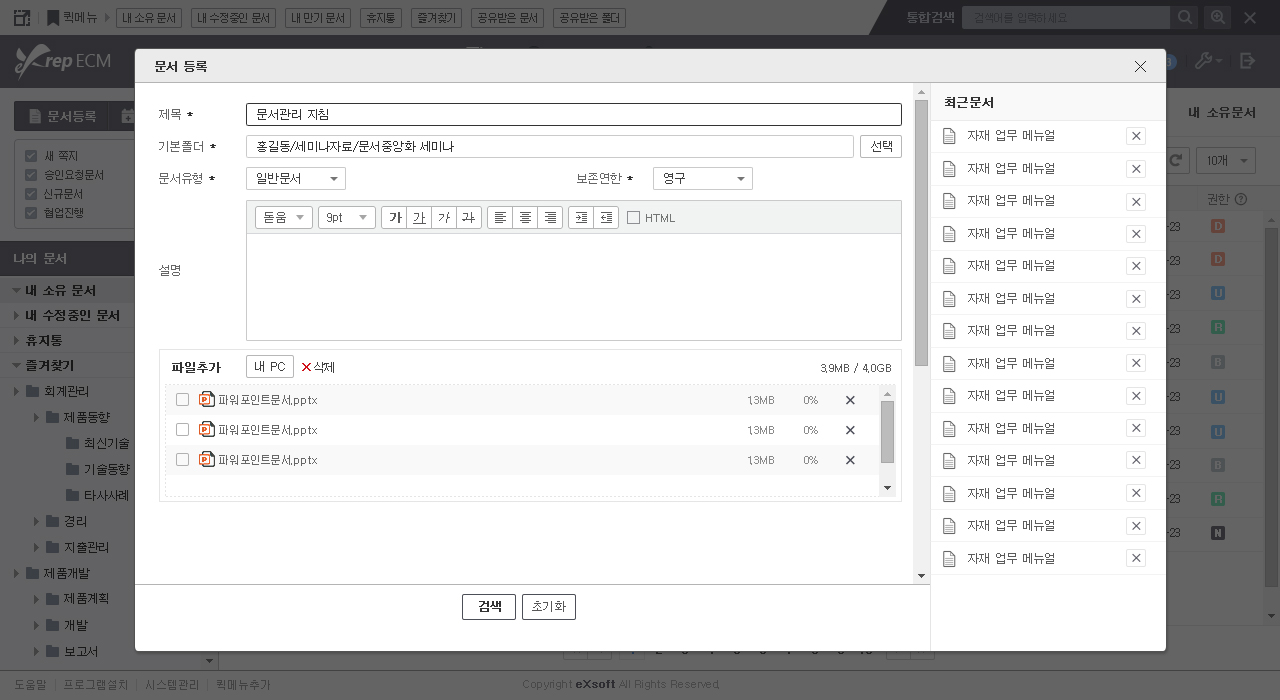 퀵메뉴 내 소유 문서 내 수정중인 문서 내 만기 문서 휴지통 즐겨찾기 공유받은 문서 공유받은 폴더 통합검색 검색어를 입력하세요
Xrep ECM
문서등록
새 쪽지
승인요청문서
신규문서
협업진행
나의 문서
내 소유 문서
내 수정중인 문서
휴지통
즐겨찾기
회계관리
제품동향
최신기술
기술동향
타사사례
경리
지출관리
제품개발
제품계획
개발
보고서
문서 등록
제목 *
문서관리 지침
기본폴더 *
홍길동/세미나자료/문서중앙화 세미나
선택
문서유형 *
일반문서
보존연한 *
영구
돋움 9pt 가 가 가 가 HTML
설명
파일추가 내 PC 삭제 3,9MB / 4,0GB
파워포인트문서.pptx 1,3MB 0%
파워포인트문서.pptx 1,3MB 0%
파워포인트문서.pptx 1,3MB 0%
검색 초기화
최근문서
자재 업무 메뉴얼
자재 업무 메뉴얼
자재 업무 메뉴얼
자재 업무 메뉴얼
자재 업무 메뉴얼
자재 업무 메뉴얼
자재 업무 메뉴얼
자재 업무 메뉴얼
자재 업무 메뉴얼
자재 업무 메뉴얼
자재 업무 메뉴얼
자재 업무 메뉴얼
자재 업무 메뉴얼
자재 업무 메뉴얼
3
내 소유문서
10개
권한
-23 D
-23 D
-23 U
-23 R
-23 B
-23 U
-23 U
-23 B
-23 R
-23 N
도움말 프로그램설치 시스템관리 퀵메뉴추가
Copyright eXsoft All Rights Reserved.